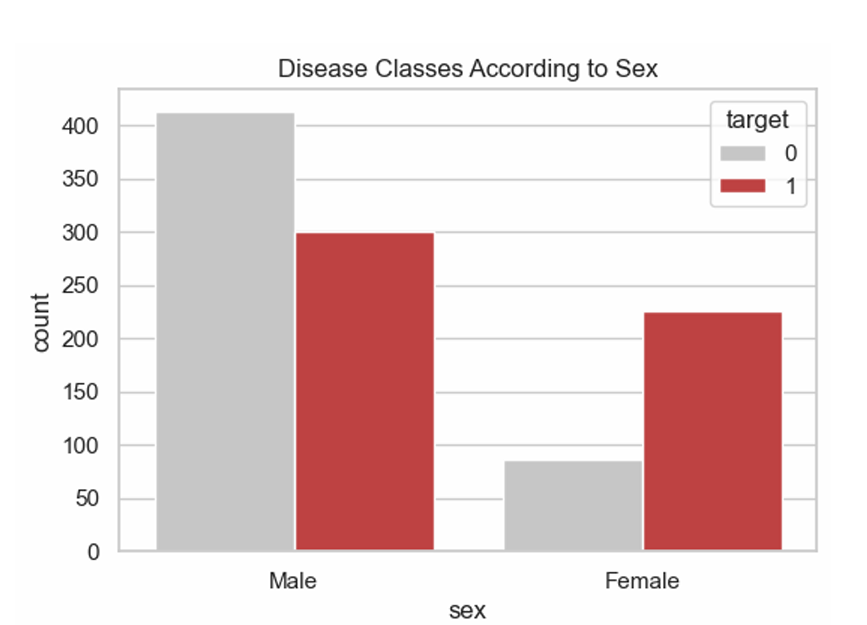 Disease Classes According to Sex
target
0
1
400
350
300
250
200
150
100
50
0
count
Male Female
sex